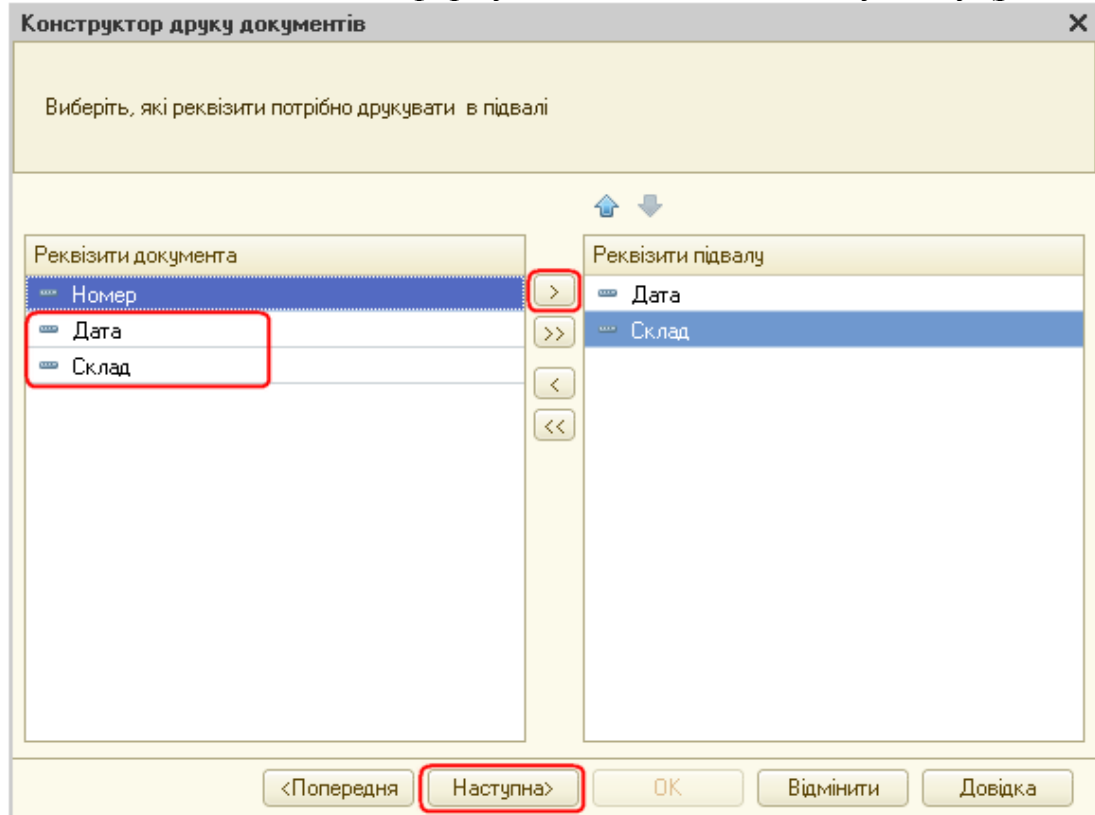 Конструктор друку документів
Виберіть, які реквізити потрібно друкувати в підвалі
Реквізити документа
Номер
Дата
Склад
>
>>
<
<<
Реквізити підвалу
Дата
Склад
<Попередня
Наступна>
ОК
Відмінити
Довідка